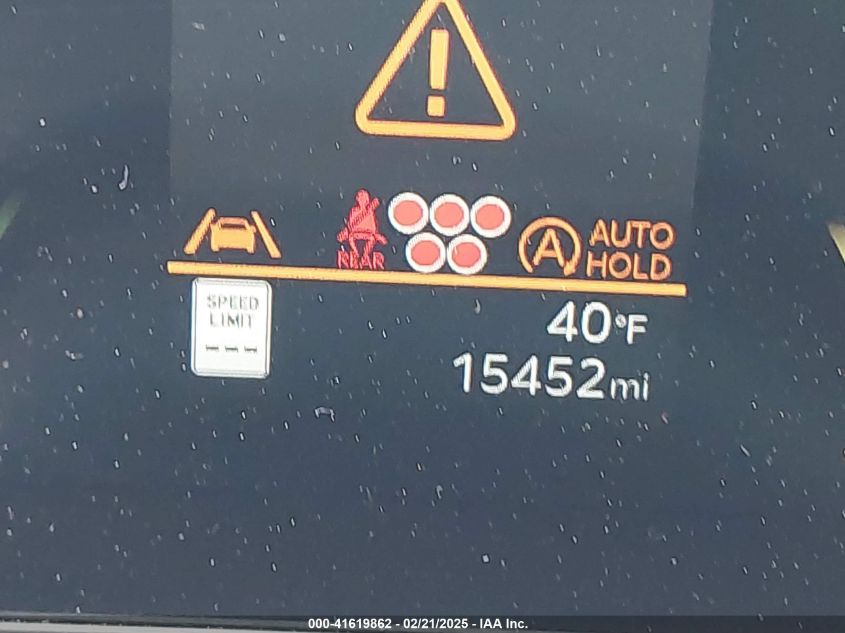 REAR
A
AUTO
HOLD
SPEED
LIMIT
---
40°F
15452mi
000-41619862 - 02/21/2025 - IAA Inc.